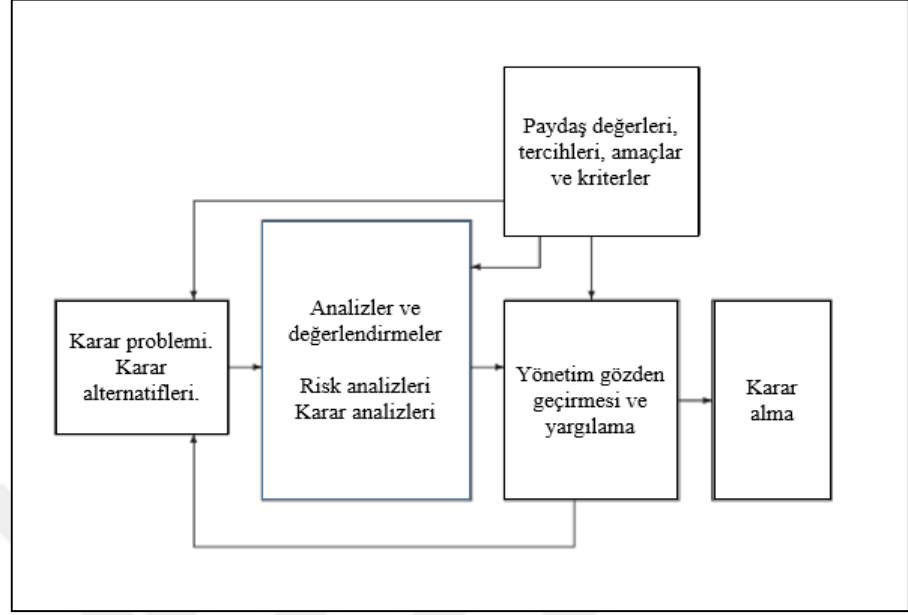 Paydaş değerleri,
tercihleri, amaçlar
ve kriterler
Karar problemi.
Karar
alternatifleri.
Analizler ve
değerlendirmeler
Risk analizleri
Karar analizleri
Yönetim gözden
geçirmesi ve
yargılama
Karar
alma